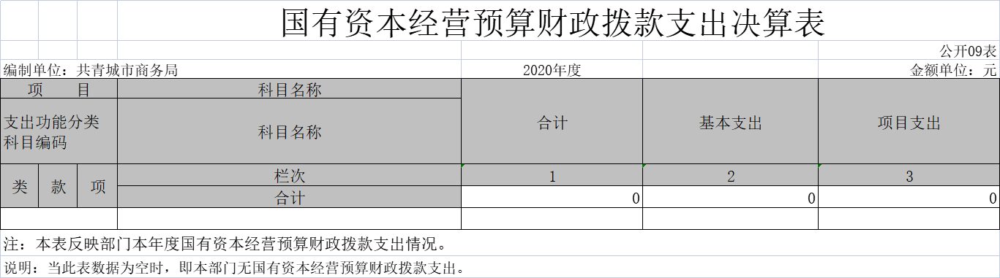 国有资本经营预算财政拨款支出决算表
公开09表
编制单位：共青城市商务局 2020年度 金额单位：元
项 目 科目名称 合计 基本支出 项目支出
支出功能分类
科目编码 科目名称
类 款 项 栏次 1 2 3
合计 0 0 0
注：本表反映部门本年度国有资本经营预算财政拨款支出情况。
说明：当此表数据为空时，即本部门无国有资本经营预算财政拨款支出。